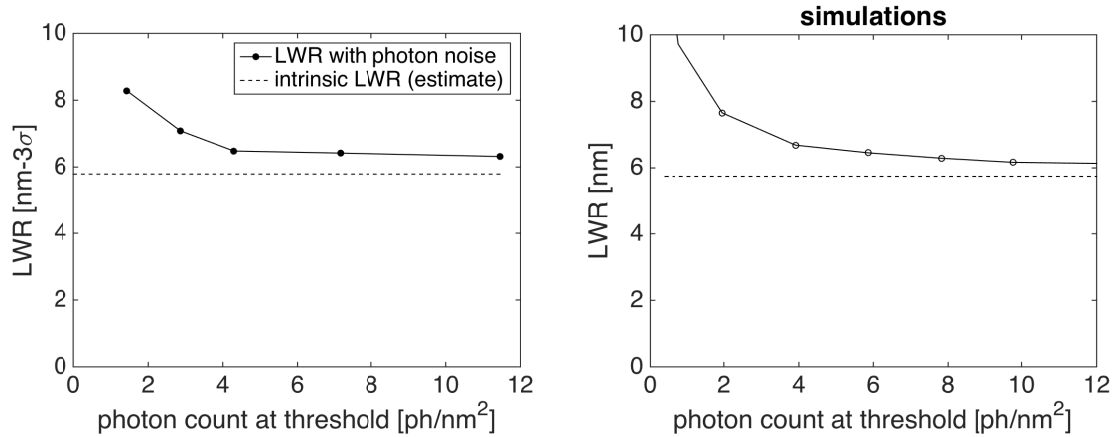 10
8
6
4
2
0
LWR [nm-3σ]
LWR with photon noise
intrinsic LWR (estimate)
0 2 4 6 8 10 12
photon count at threshold [ph/nm²]
simulations
10
8
6
4
2
0
LWR [nm]
0 2 4 6 8 10 12
photon count at threshold [ph/nm²]